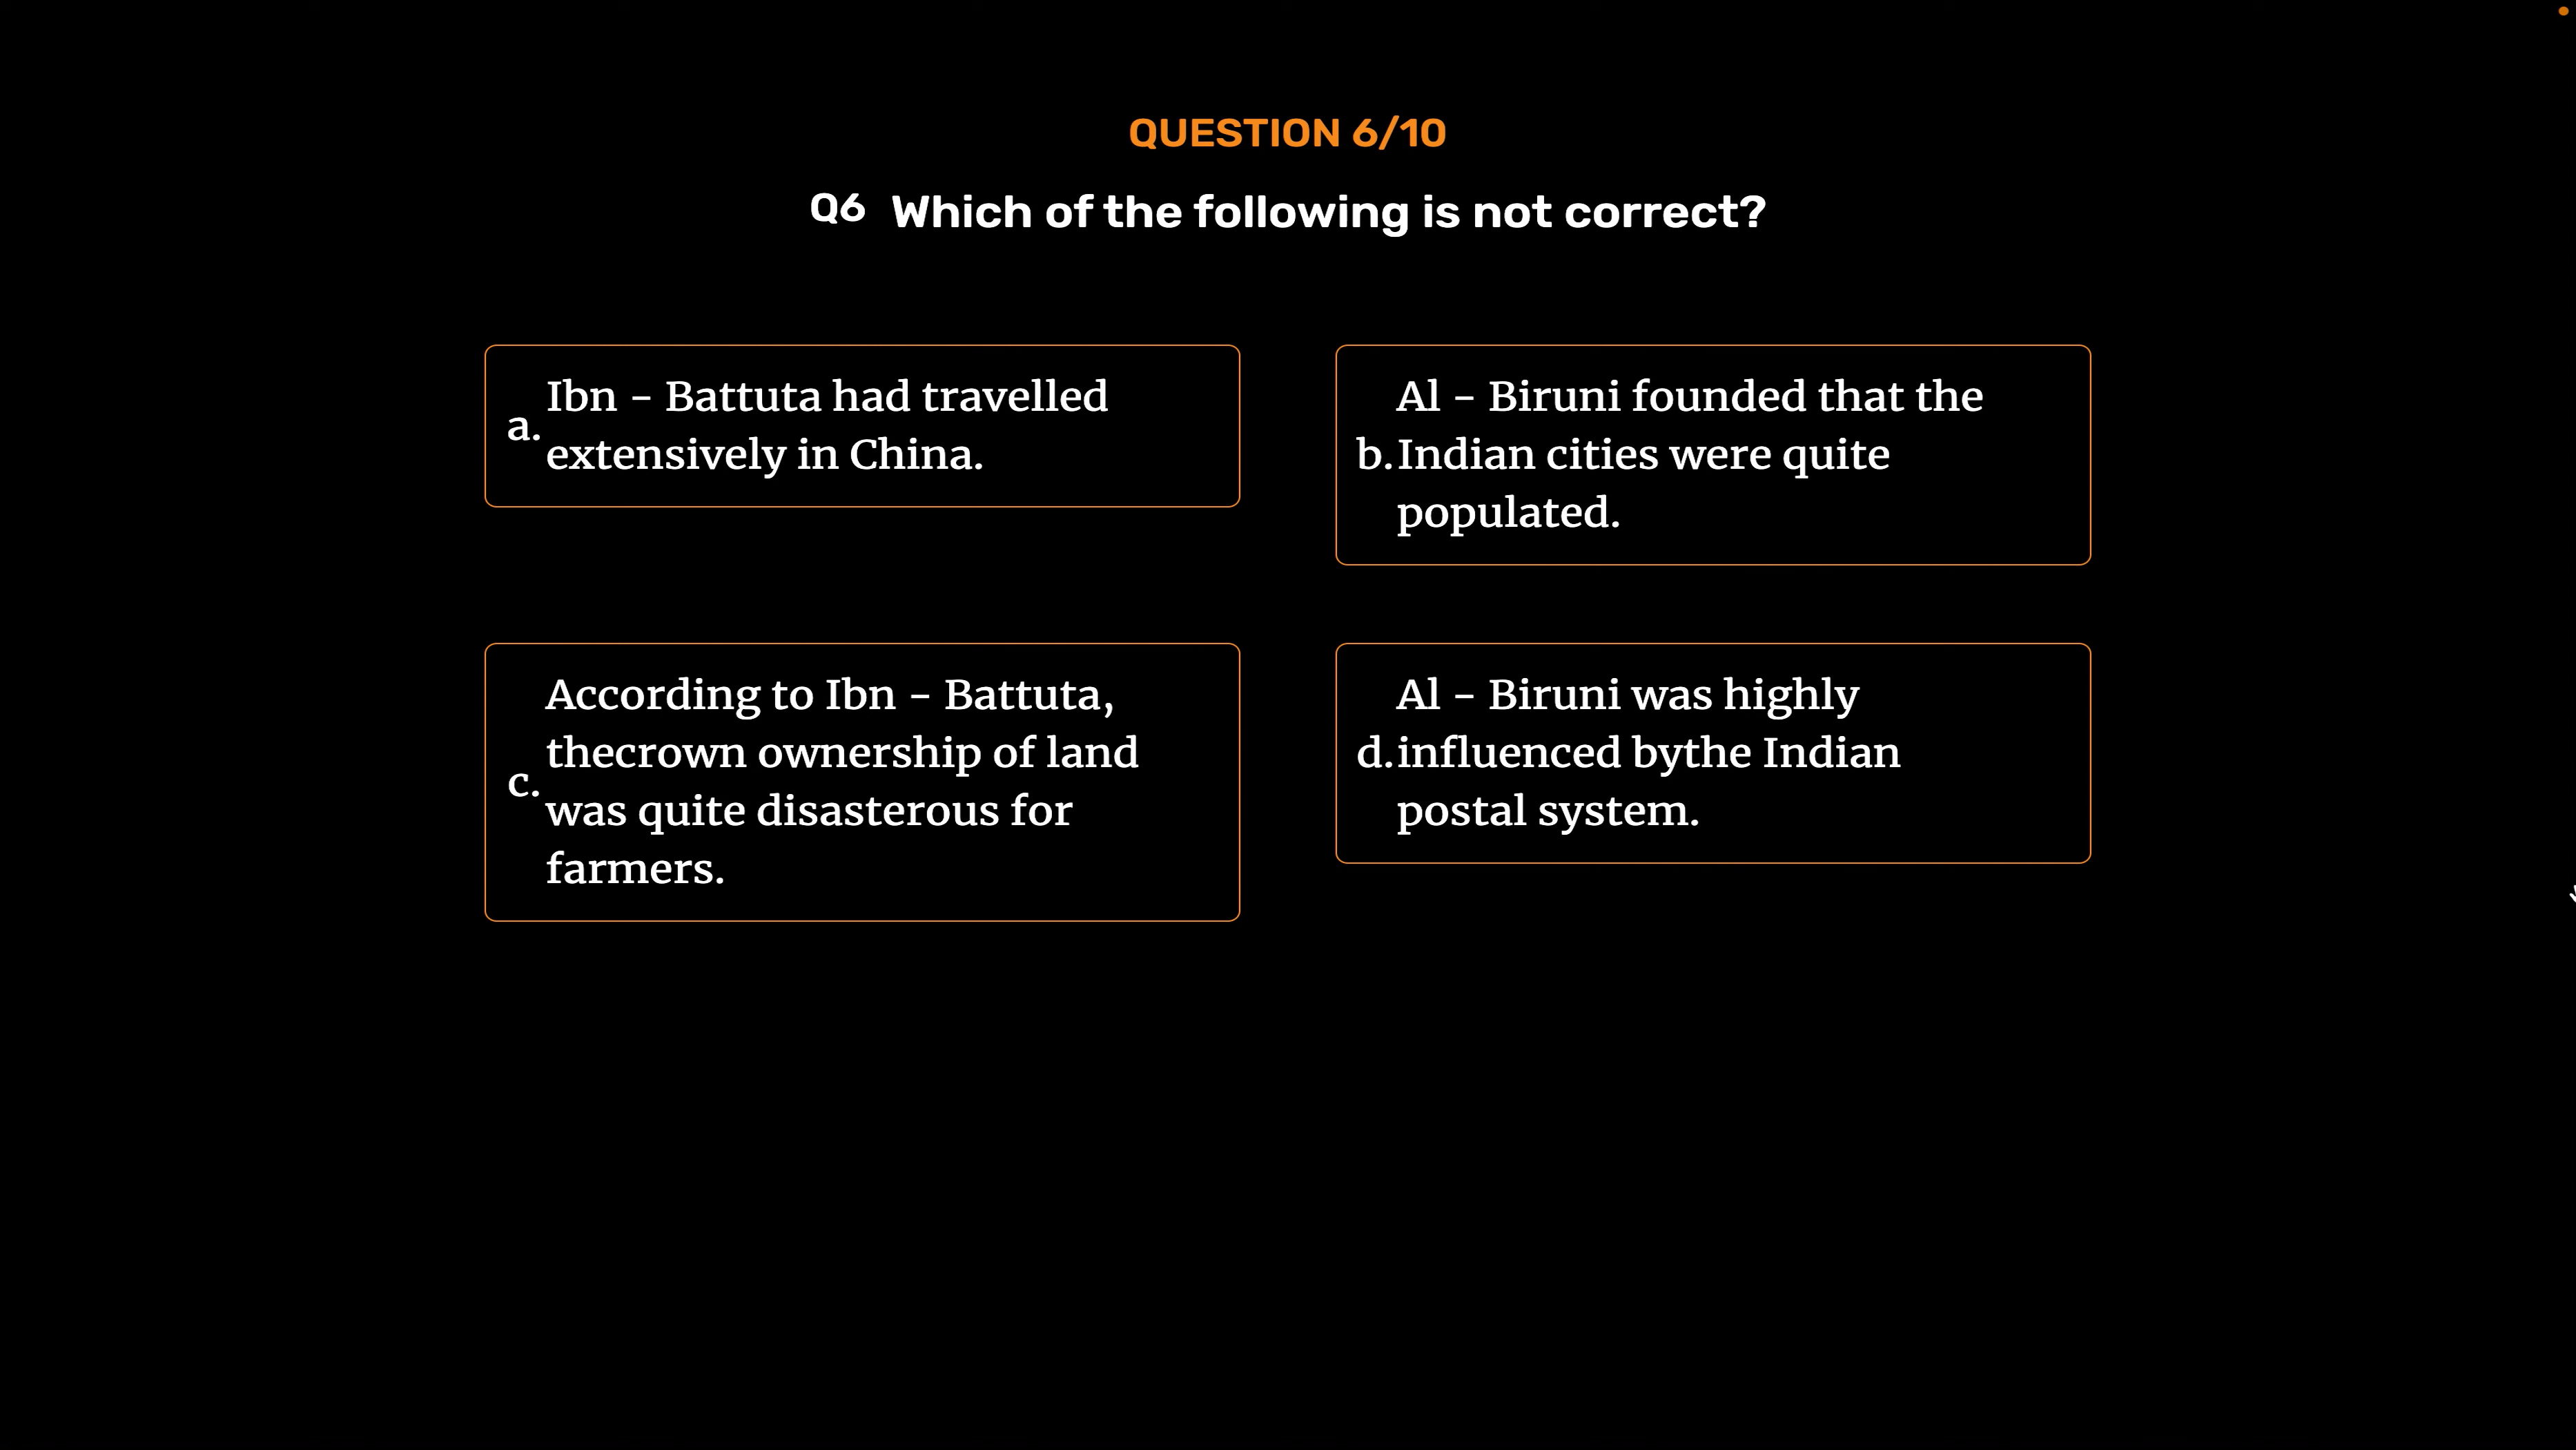 QUESTION 6/10
Q6 Which of the following is not correct?
a. Ibn - Battuta had travelled
extensively in China.
b. Al - Biruni founded that the
Indian cities were quite
populated.
c. According to Ibn - Battuta,
thecrown ownership of land
was quite disasterous for
farmers.
d. Al - Biruni was highly
influenced bythe Indian
postal system.